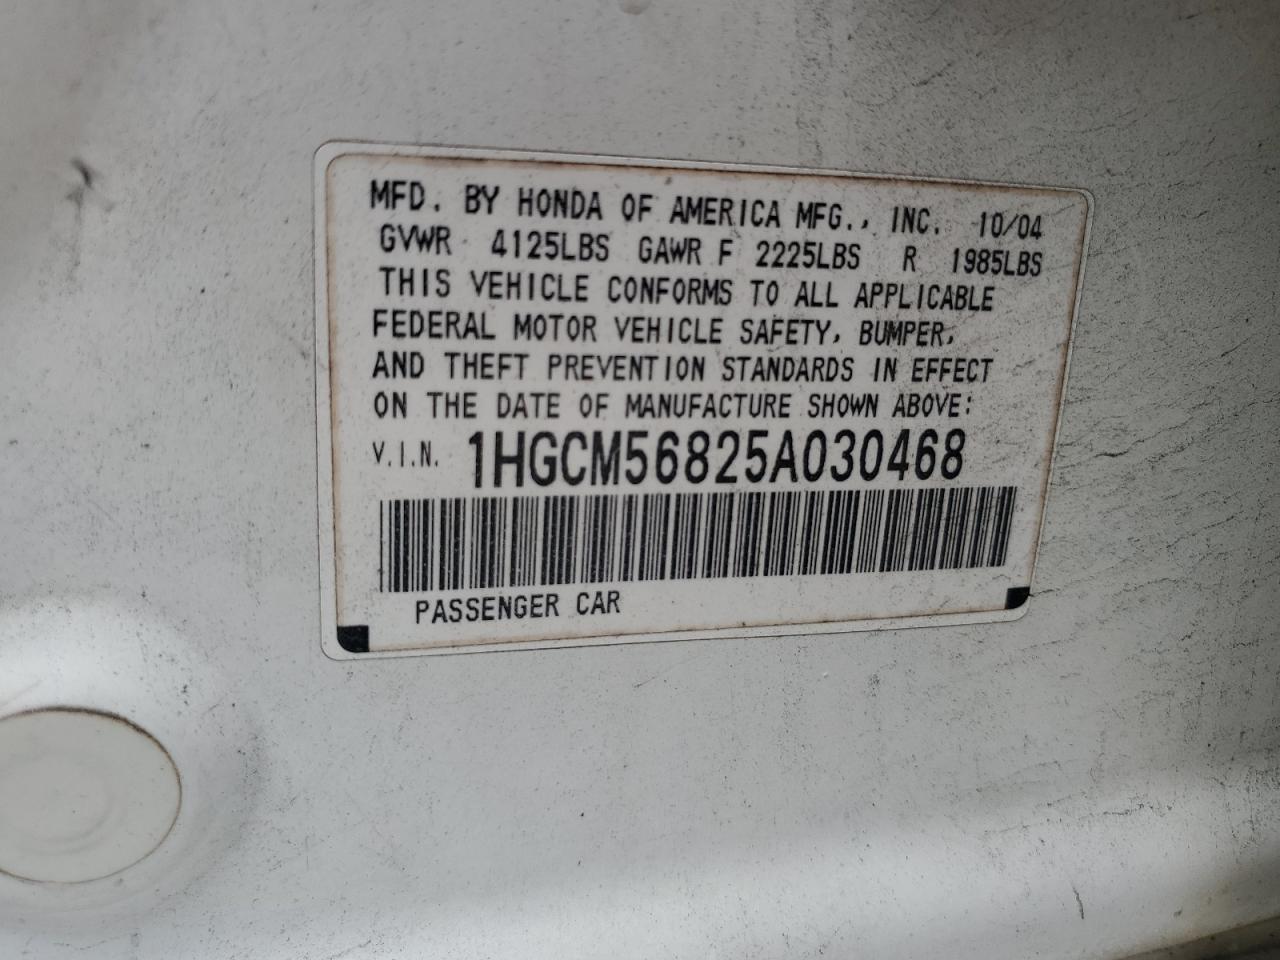 MFD. BY HONDA OF AMERICA MFG., INC. 10/04
GVWR 4125LBS GAWR F 2225LBS R 1985LBS
THIS VEHICLE CONFORMS TO ALL APPLICABLE
FEDERAL MOTOR VEHICLE SAFETY, BUMPER,
AND THEFT PREVENTION STANDARDS IN EFFECT
ON THE DATE OF MANUFACTURE SHOWN ABOVE:
V.I.N. 1HGCM56825A030468
PASSENGER CAR